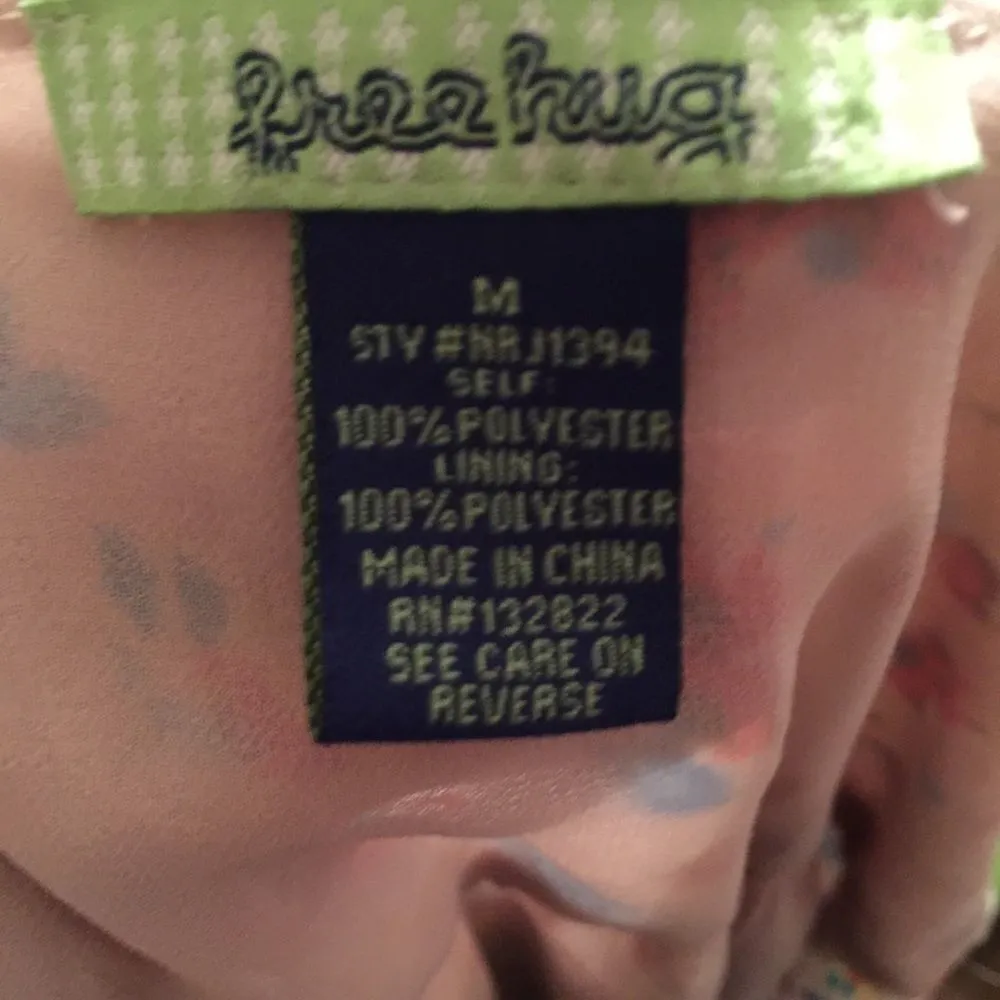 free hug
M
STY #NRJ1394
SELF:
100% POLYESTER
LINING:
100% POLYESTER
MADE IN CHINA
RN#132822
SEE CARE ON
REVERSE